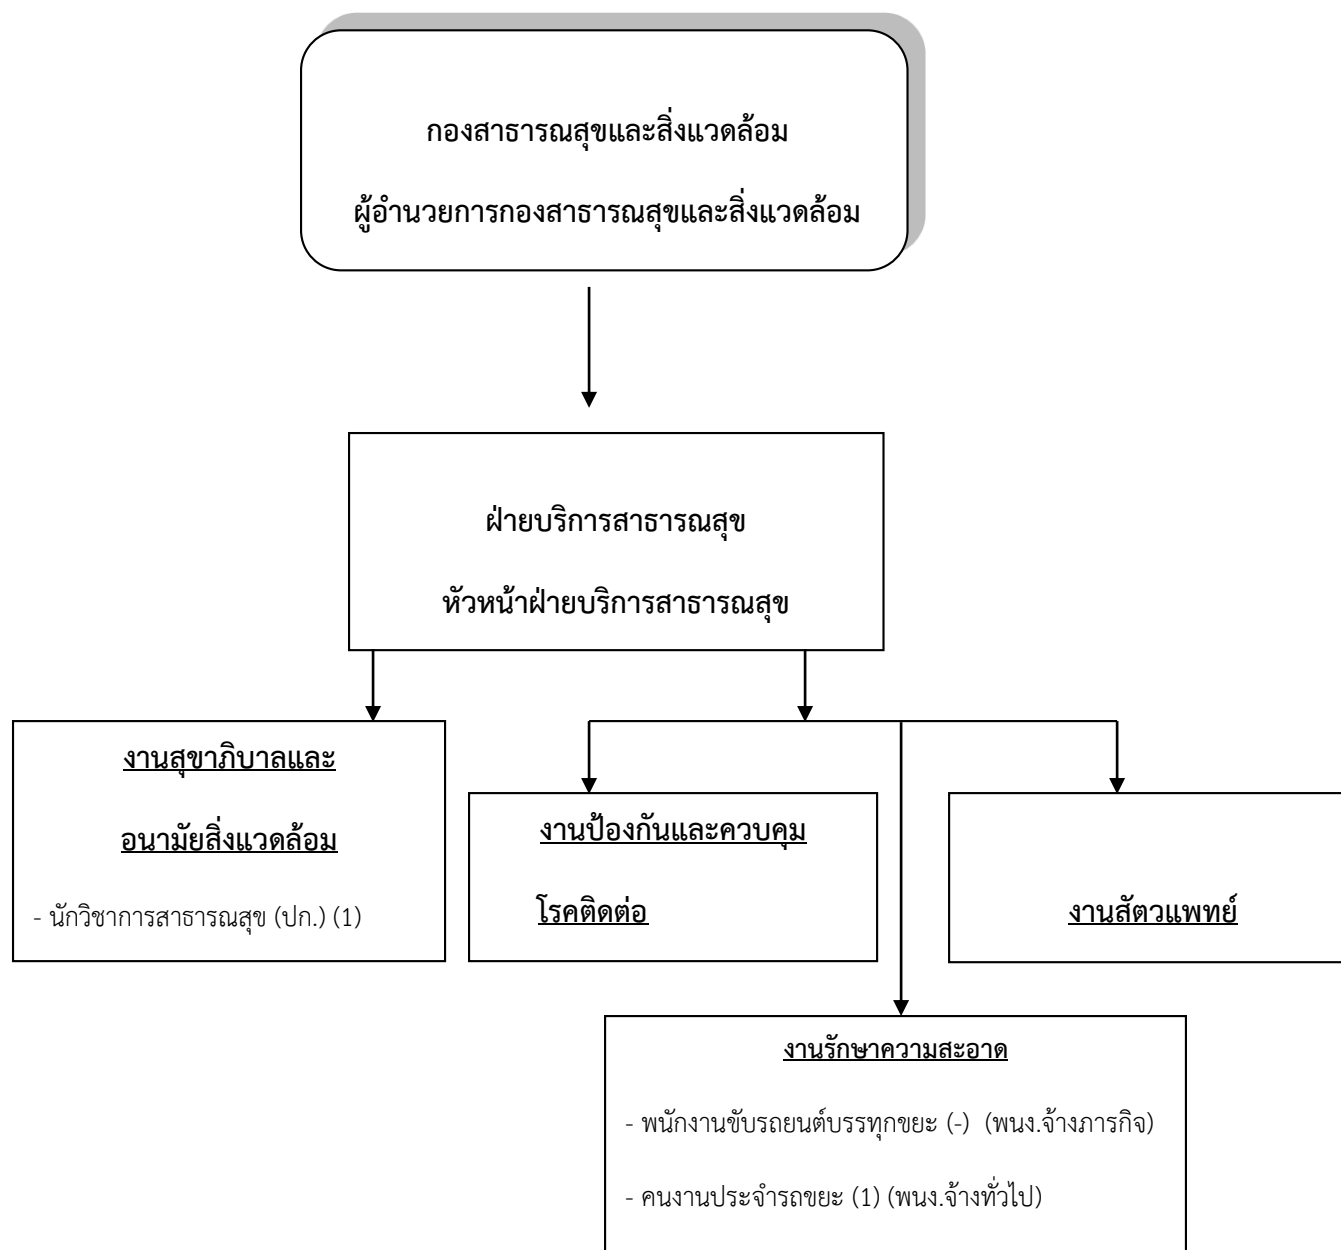 กองสาธารณสุขและสิ่งแวดล้อม
ผู้อำนวยการกองสาธารณสุขและสิ่งแวดล้อม
ฝ่ายบริการสาธารณสุข
หัวหน้าฝ่ายบริการสาธารณสุข
งานสุขาภิบาลและ
อนามัยสิ่งแวดล้อม
- นักวิชาการสาธารณสุข (ปก.) (1)
งานป้องกันและควบคุม
โรคติดต่อ
งานสัตวแพทย์
งานรักษาความสะอาด
- พนักงานขับรถยนต์บรรทุกขยะ (-) (พนง.จ้างภารกิจ)
- คนงานประจำรถขยะ (1) (พนง.จ้างทั่วไป)